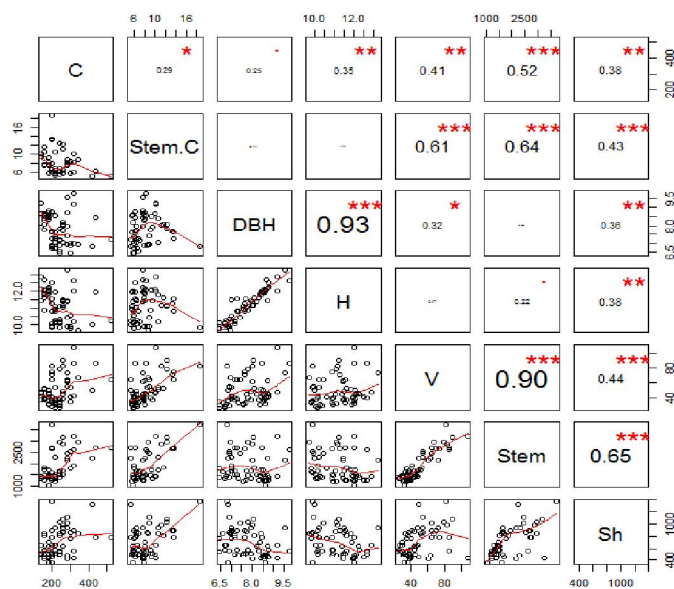 6 10 16 10.0 12.0 1000 2500
C 0.29 * 0.25 . 0.35 ** 0.41 ** 0.52 *** 0.38 ** 200 400
6 10 16 Stem.C 0.61 *** 0.64 *** 0.43 **
DBH 0.93 *** 0.32 * 0.36 ** 6.5 8.0 9.5
10.0 12.0 H 0.22 . 0.38 **
V 0.90 *** 0.44 *** 40 80
1000 2500 Stem 0.65 ***
Sh 400 1000
200 400 6.5 8.0 9.5 40 80 400 1000